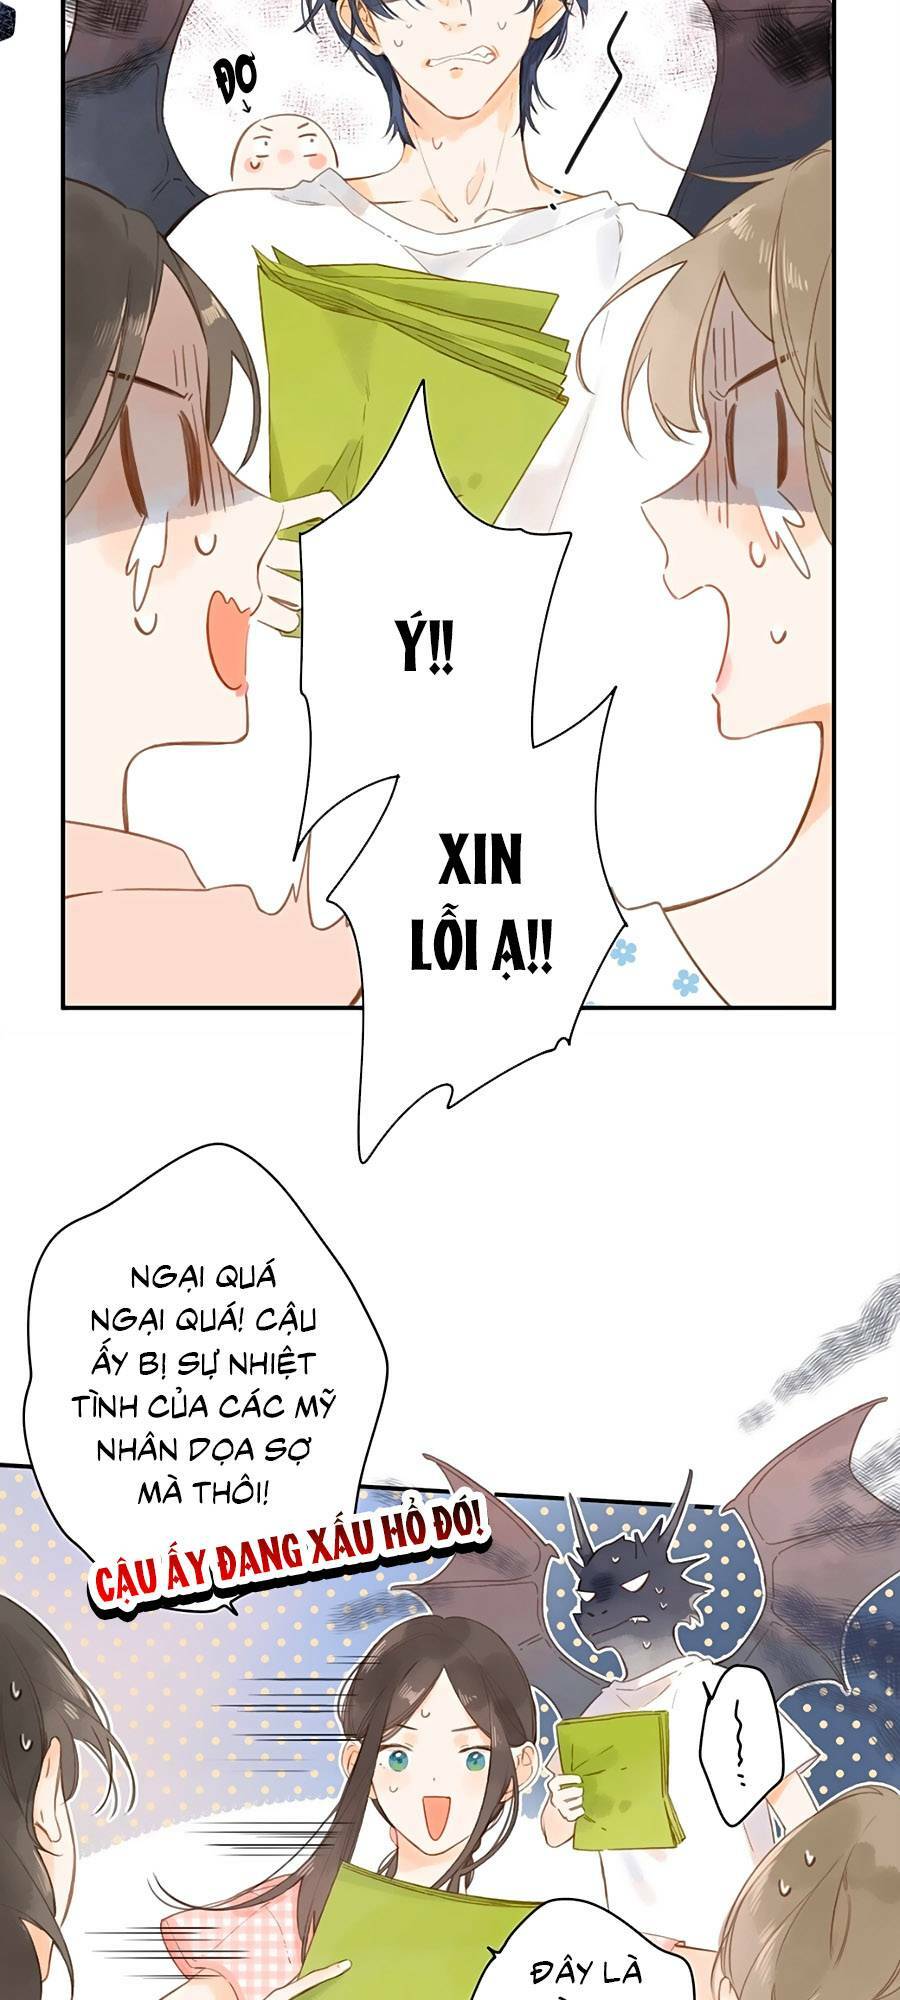 ĐƠ
Ý!!
XIN
LỖI Ạ!!
NGẠI QUÁ
NGẠI QUÁ! CẬU
ẤY BỊ SỰ NHIỆT
TÌNH CỦA CÁC MỸ
NHÂN DỌA SỢ
MÀ THÔI!
CẬU ẤY ĐANG XẤU HỔ ĐÓ!
ĐÂY LÀ